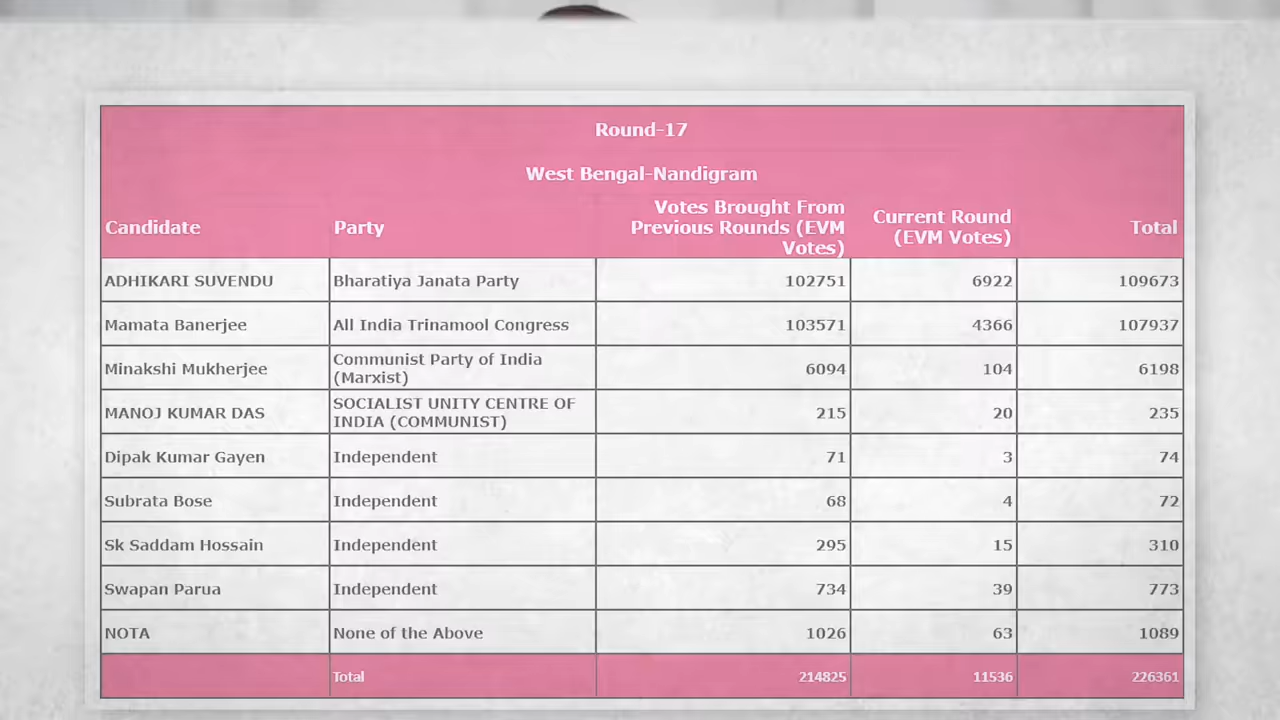 Round-17
West Bengal-Nandigram
Candidate Party Votes Brought From Previous Rounds (EVM Votes) Current Round (EVM Votes) Total
ADHIKARI SUVENDU Bharatiya Janata Party 102751 6922 109673
Mamata Banerjee All India Trinamool Congress 103571 4366 107937
Minakshi Mukherjee Communist Party of India (Marxist) 6094 104 6198
MANOJ KUMAR DAS SOCIALIST UNITY CENTRE OF INDIA (COMMUNIST) 215 20 235
Dipak Kumar Gayen Independent 71 3 74
Subrata Bose Independent 68 4 72
Sk Saddam Hossain Independent 295 15 310
Swapan Parua Independent 734 39 773
NOTA None of the Above 1026 63 1089
Total 214825 11536 226361